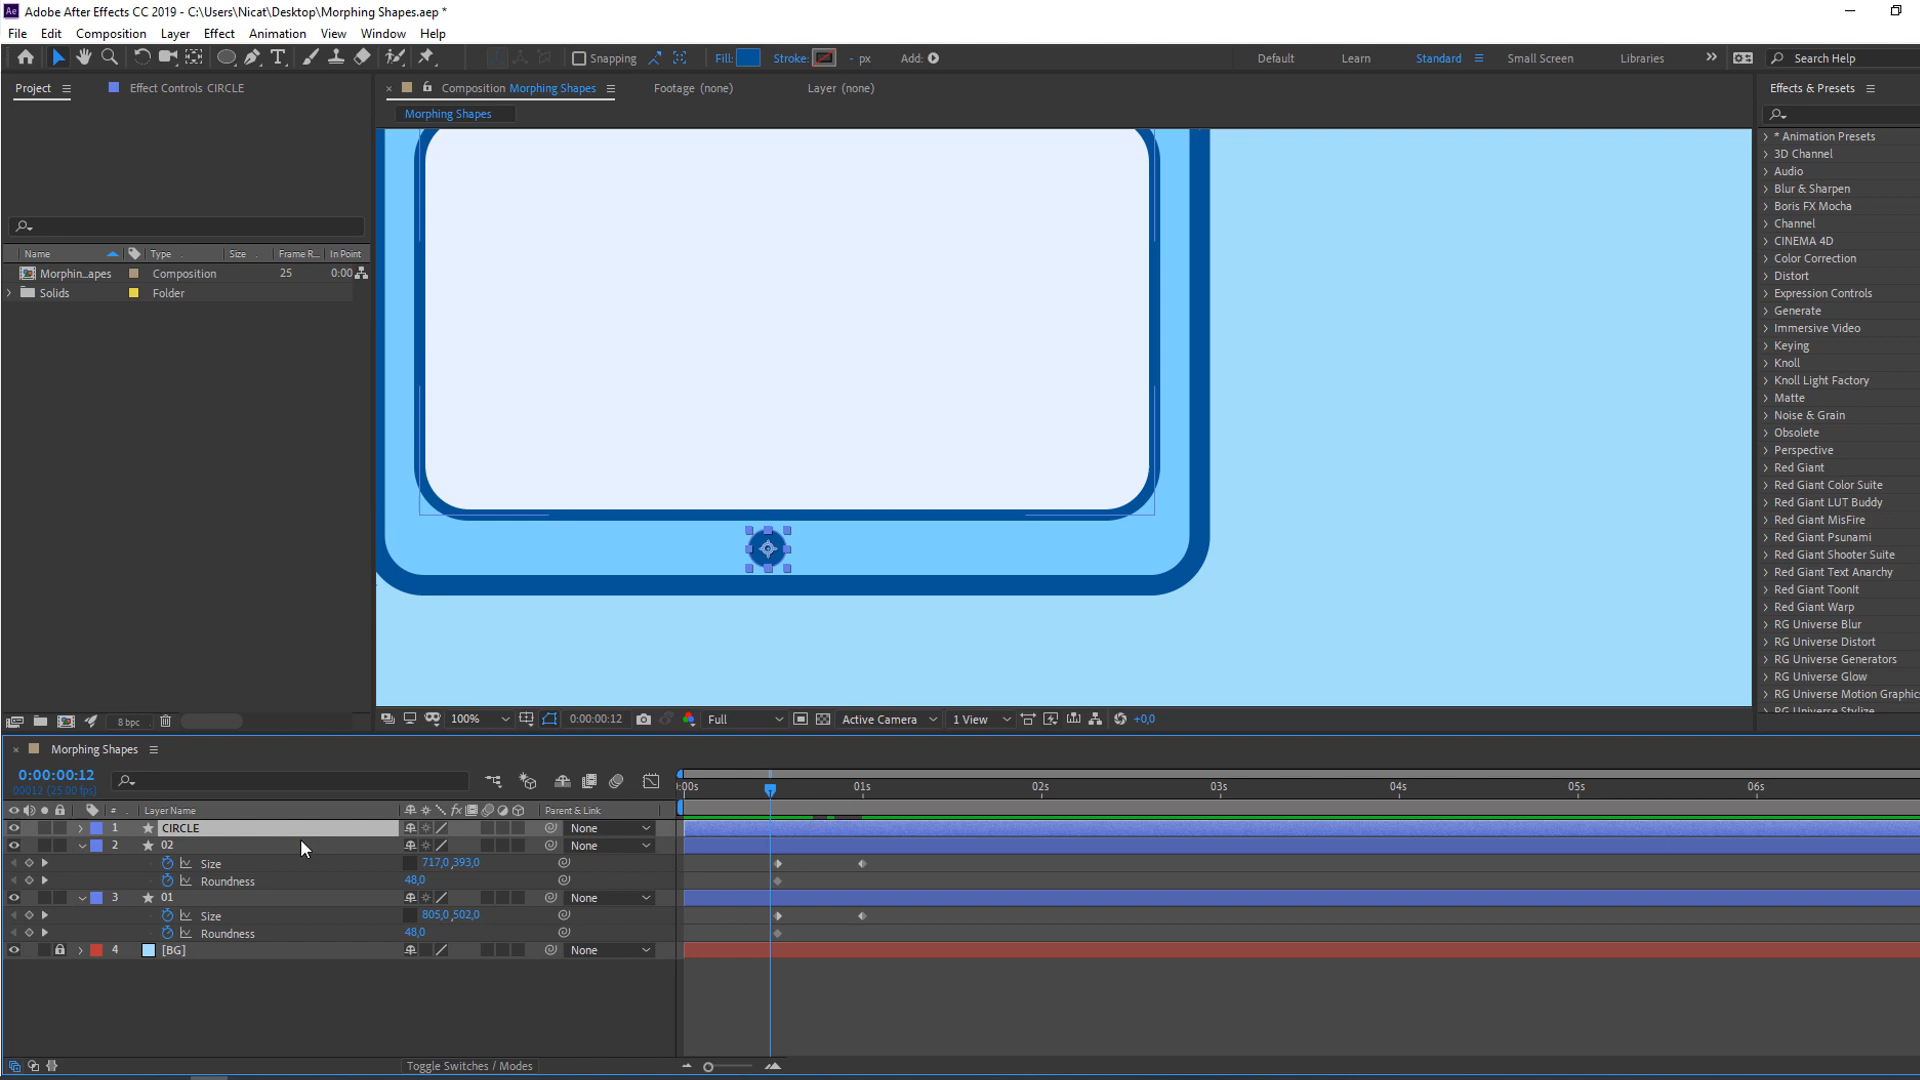 Adobe After Effects CC 2019 - C:\Users\Nicat\Desktop\Morphing Shapes.aep *
File Edit Composition Layer Effect Animation View Window Help
Snapping Fill: Stroke: - px Add: Default Learn Standard Small Screen Libraries Search Help
Project Effect Controls CIRCLE Composition Morphing Shapes Footage (none) Layer (none) Effects & Presets
Morphing Shapes
* Animation Presets
3D Channel
Audio
Blur & Sharpen
Boris FX Mocha
Channel
CINEMA 4D
Color Correction
Distort
Expression Controls
Generate
Immersive Video
Keying
Knoll
Knoll Light Factory
Matte
Noise & Grain
Obsolete
Perspective
Red Giant
Red Giant Color Suite
Red Giant LUT Buddy
Red Giant MisFire
Red Giant Psunami
Red Giant Shooter Suite
Red Giant Text Anarchy
Red Giant ToonIt
Red Giant Warp
RG Universe Blur
RG Universe Distort
RG Universe Generators
RG Universe Glow
RG Universe Motion Graphics
RG Universe Stylize
Name Type Size Frame R... In Point
Morphin...apes Composition 25 0:00
Solids Folder
8 bpc 100% 0:00:00:12 Full Active Camera 1 View +0,0
Morphing Shapes
0:00:00:12
00012 (25.00 fps)
:00s 01s 02s 03s 04s 05s 06s
# Layer Name fx Parent & Link
1 CIRCLE None
2 02 None
Size 717,0,393,0
Roundness 48,0
3 01 None
Size 805,0,502,0
Roundness 48,0
4 [BG] None
Toggle Switches / Modes